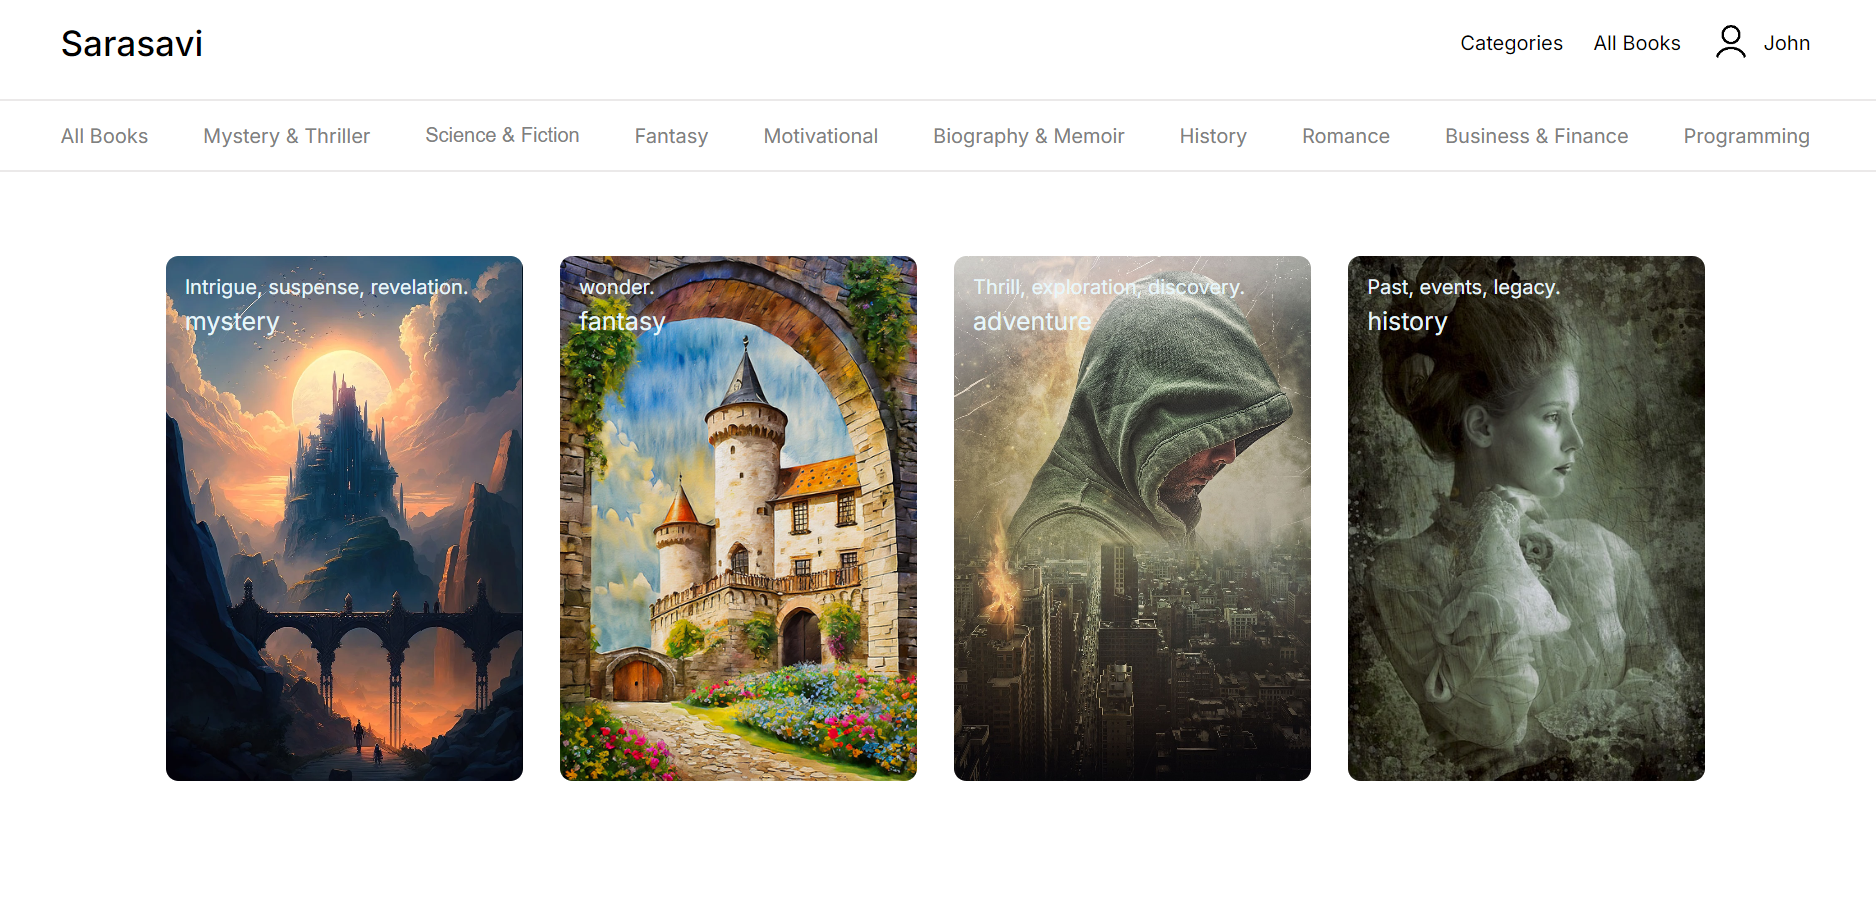 Sarasavi
Categories All Books John
All Books Mystery & Thriller Science & Fiction Fantasy Motivational Biography & Memoir History Romance Business & Finance Programming
Intrigue, suspense, revelation.
mystery
wonder.
fantasy
Thrill, exploration, discovery.
adventure
Past, events, legacy.
history